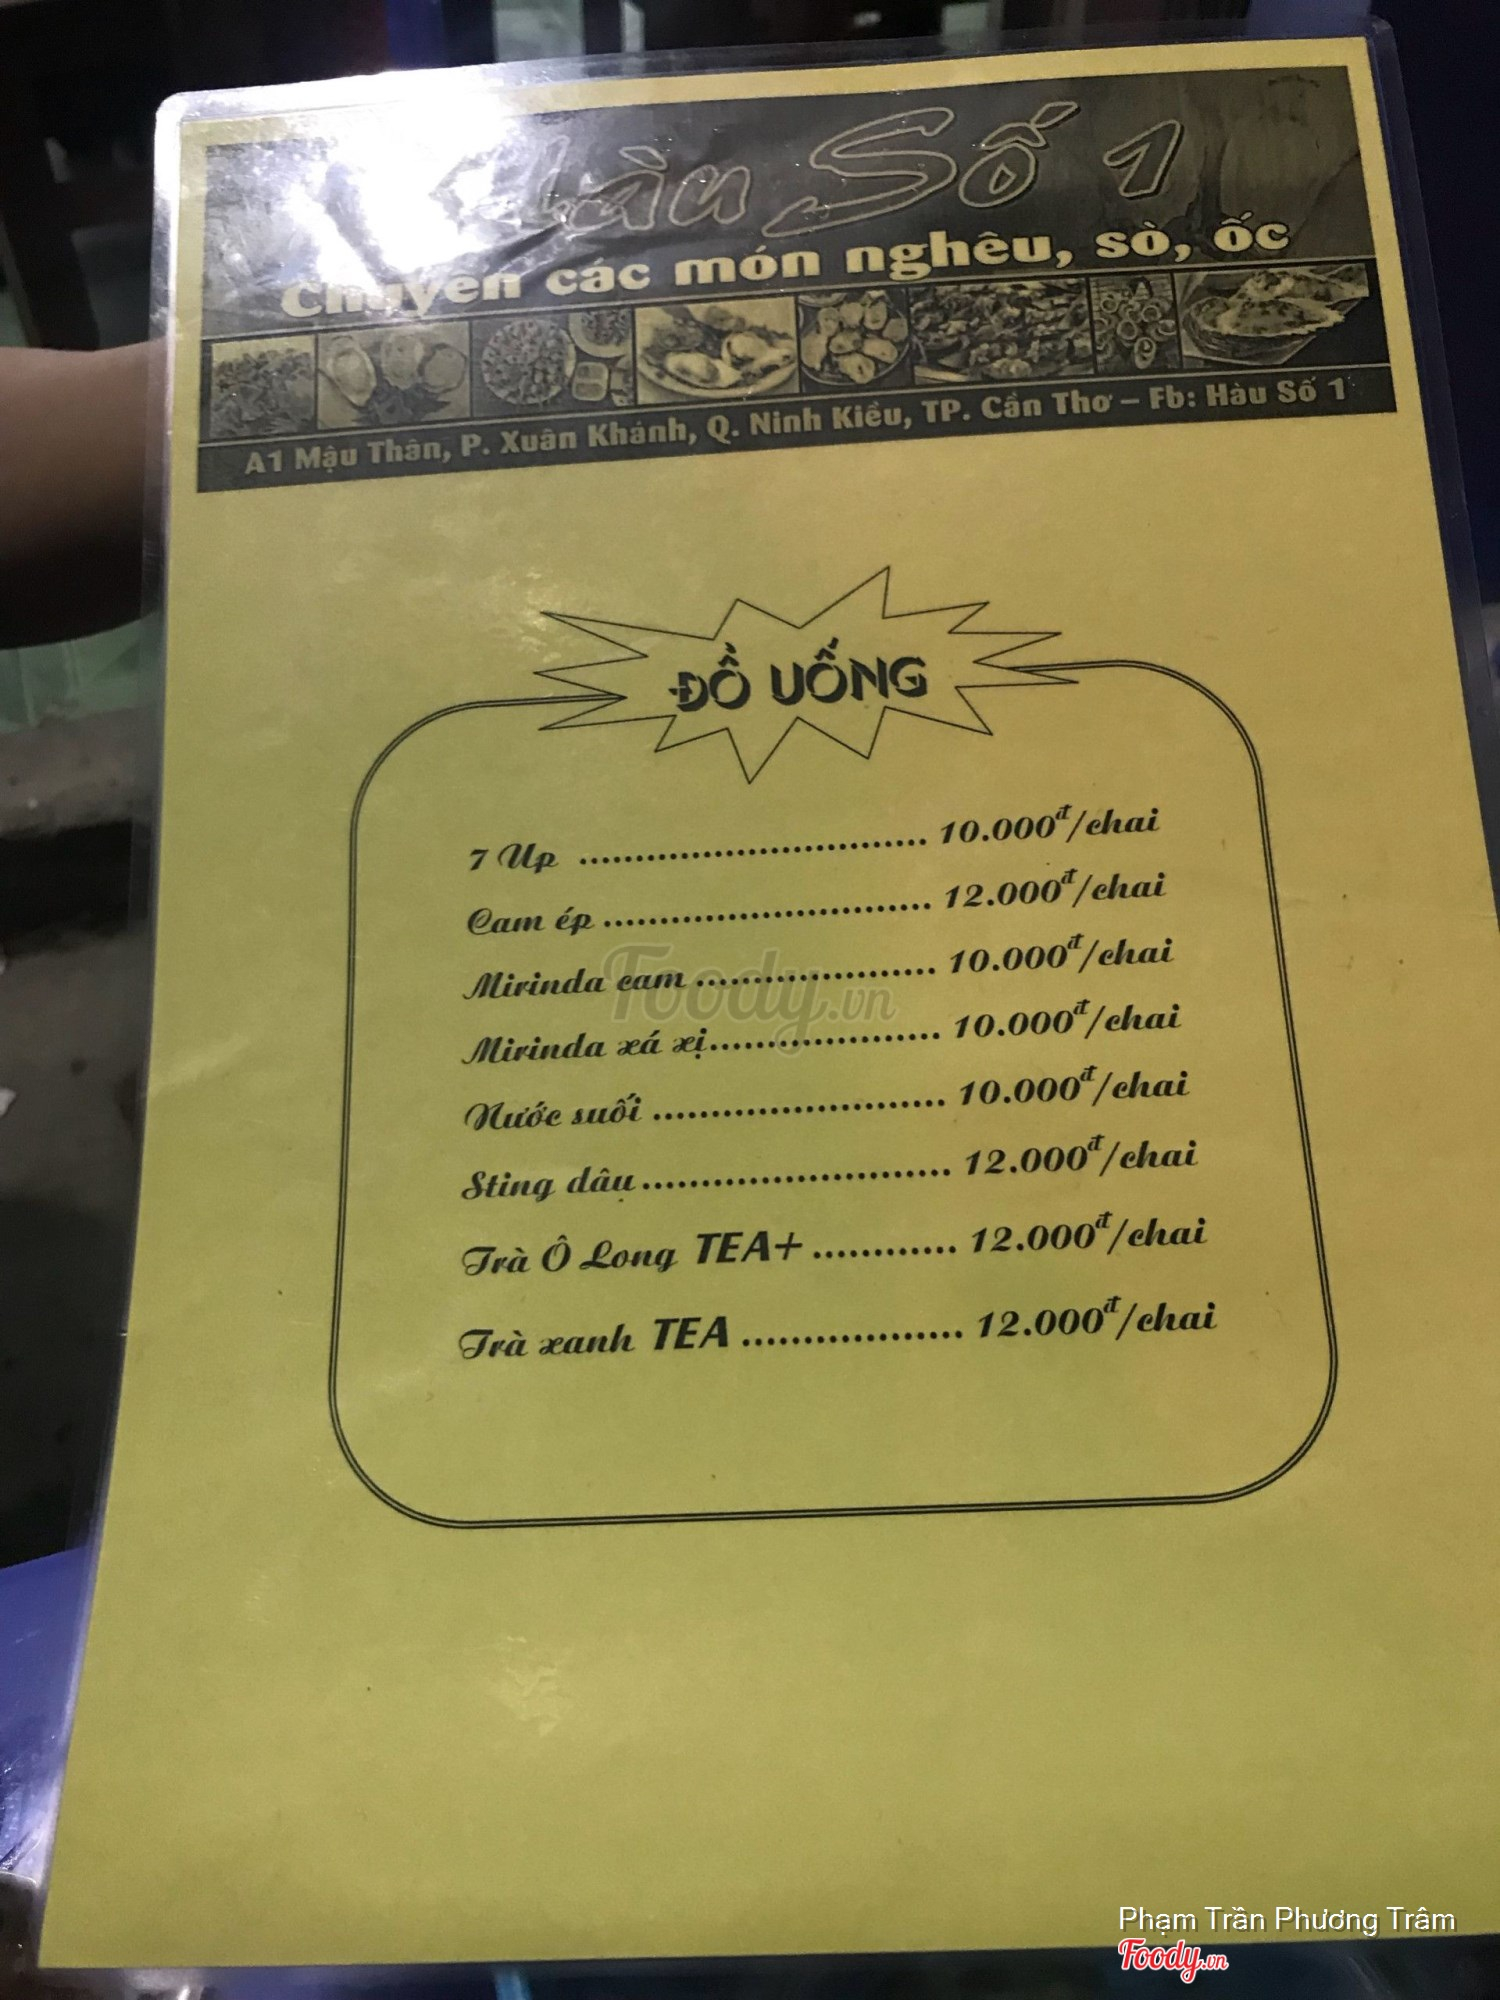 Hàu Số 1
Chuyên các món nghêu, sò, ốc
A1 Mậu Thân, P. Xuân Khánh, Q. Ninh Kiều, TP. Cần Thơ – Fb: Hàu Số 1
ĐỒ UỐNG
7 Up ................................ 10.000đ/chai
Cam ép .............................. 12.000đ/chai
Mirinda cam ...................... 10.000đ/chai
Mirinda xá xị..................... 10.000đ/chai
Nước suối .......................... 10.000đ/chai
Sting dâu ........................... 12.000đ/chai
Trà Ô Long TEA+ ............ 12.000đ/chai
Trà xanh TEA .................. 12.000đ/chai
Foody.vn
Phạm Trần Phương Trâm
Foody.vn